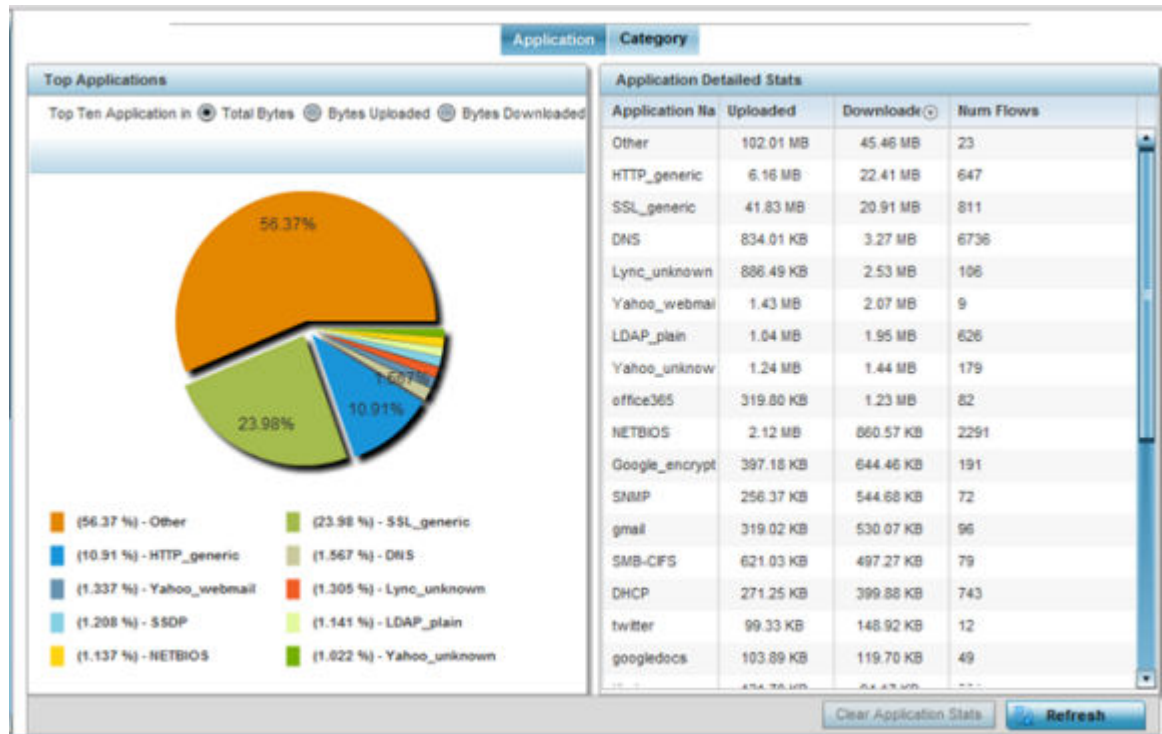 Application Category
Top Applications
Top Ten Application in Total Bytes Bytes Uploaded Bytes Downloaded
56.37%
1.567%
10.91%
23.98%
(56.37 %) - Other (23.98 %) - SSL_generic
(10.91 %) - HTTP_generic (1.567 %) - DNS
(1.337 %) - Yahoo_webmail (1.305 %) - Lync_unknown
(1.208 %) - SSDP (1.141 %) - LDAP_plain
(1.137 %) - NETBIOS (1.022 %) - Yahoo_unknown
Application Detailed Stats
Application Na Uploaded Downloade Num Flows
Other 102.01 MB 45.46 MB 23
HTTP_generic 6.16 MB 22.41 MB 647
SSL_generic 41.83 MB 20.91 MB 811
DNS 834.01 KB 3.27 MB 6736
Lync_unknown 886.49 KB 2.53 MB 106
Yahoo_webmai 1.43 MB 2.07 MB 9
LDAP_plain 1.04 MB 1.95 MB 626
Yahoo_unknow 1.24 MB 1.44 MB 179
office365 319.80 KB 1.23 MB 82
NETBIOS 2.12 MB 860.57 KB 2291
Google_encrypt 397.18 KB 644.46 KB 191
SNMP 256.37 KB 544.68 KB 72
gmail 319.02 KB 530.07 KB 96
SMB-CIFS 621.03 KB 497.27 KB 79
DHCP 271.25 KB 399.88 KB 743
twitter 99.33 KB 148.92 KB 12
googledocs 103.89 KB 119.70 KB 49
Clear Application Stats Refresh